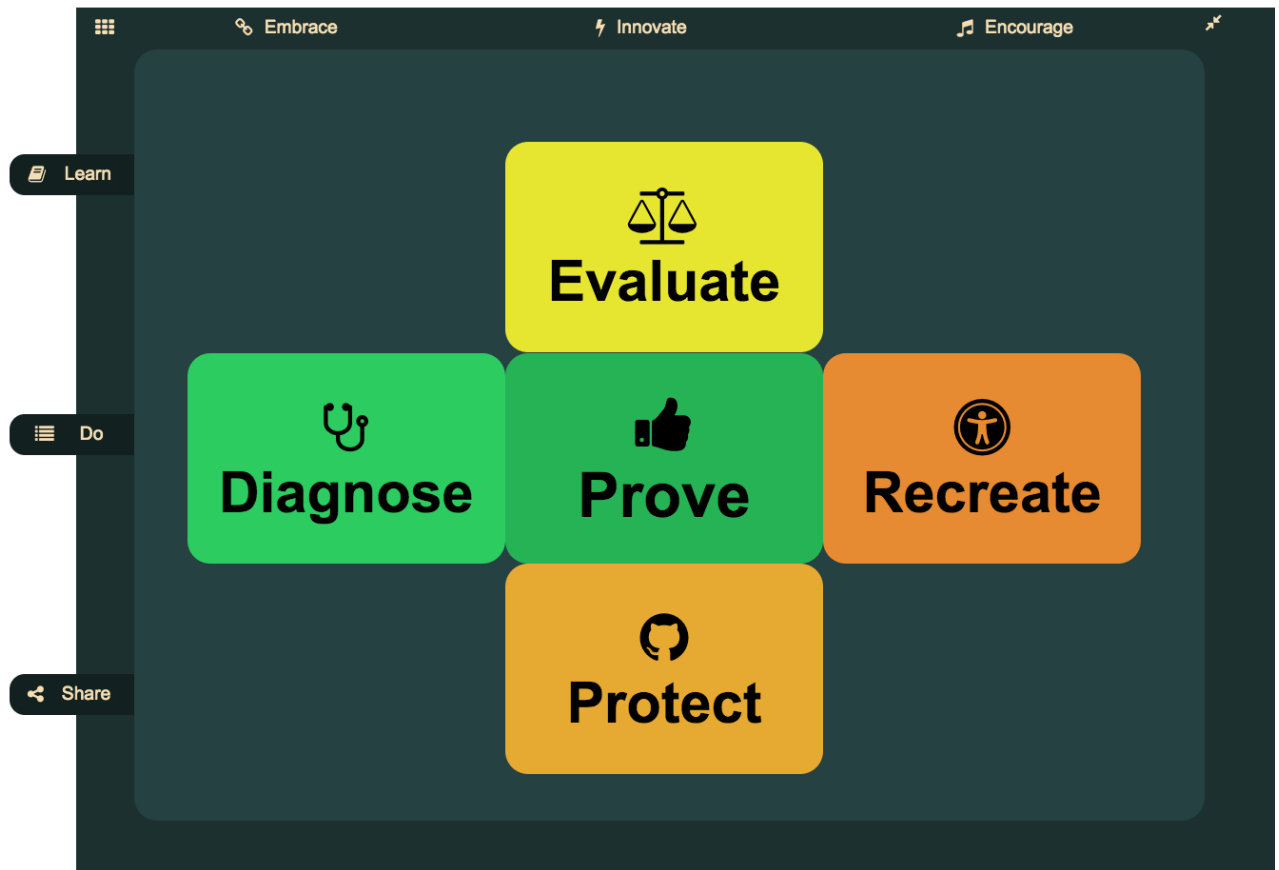 Embrace
Innovate
Encourage
Learn
Evaluate
Do
Diagnose
Prove
Recreate
Share
Protect